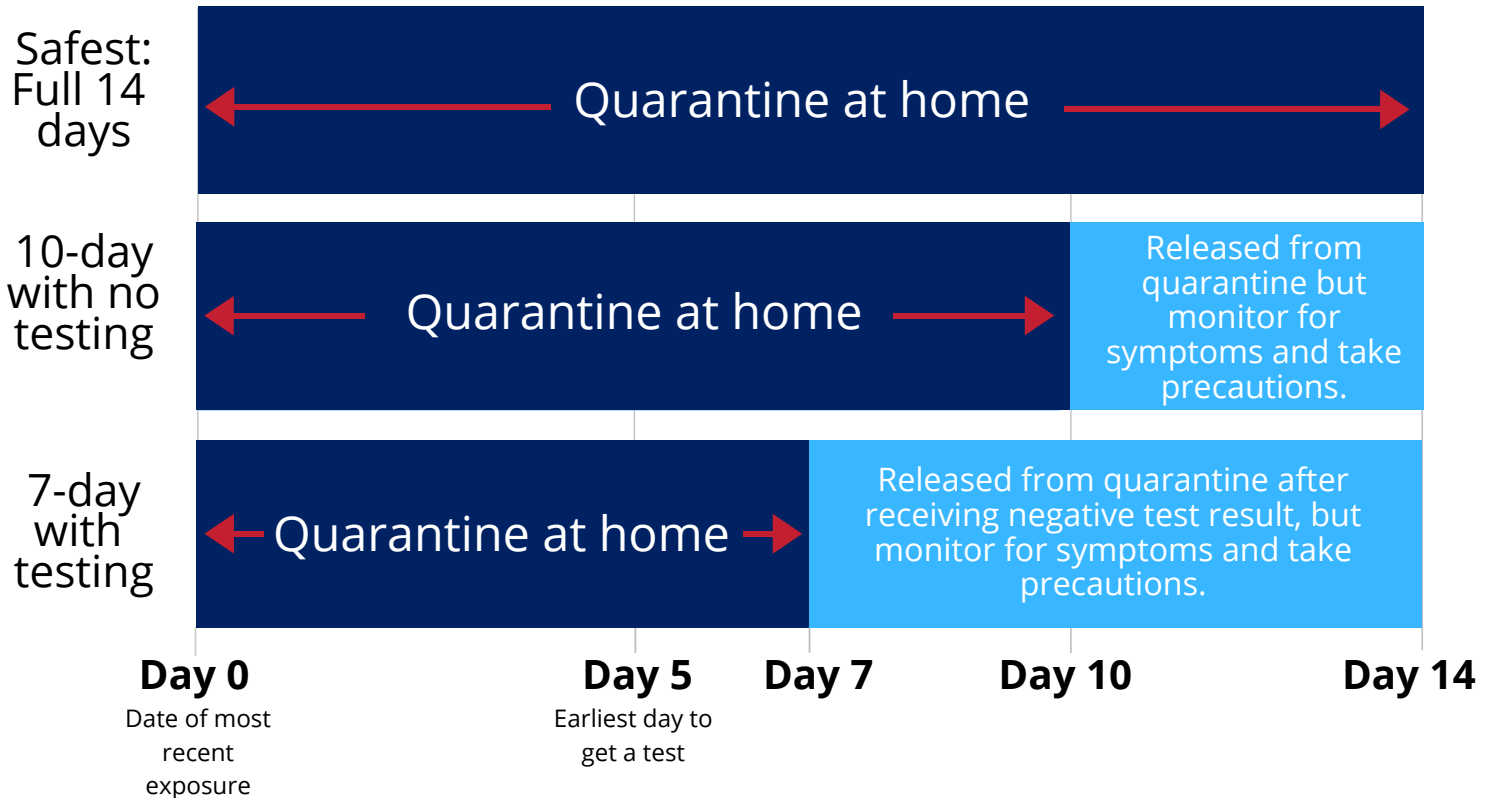 Safest:
Full 14
days
Quarantine at home
10-day
with no
testing
Quarantine at home
Released from
quarantine but
monitor for
symptoms and take
precautions.
7-day
with
testing
Quarantine at home
Released from quarantine after
receiving negative test result, but
monitor for symptoms and take
precautions.
Day 0
Date of most
recent
exposure
Day 5
Earliest day to
get a test
Day 7
Day 10
Day 14